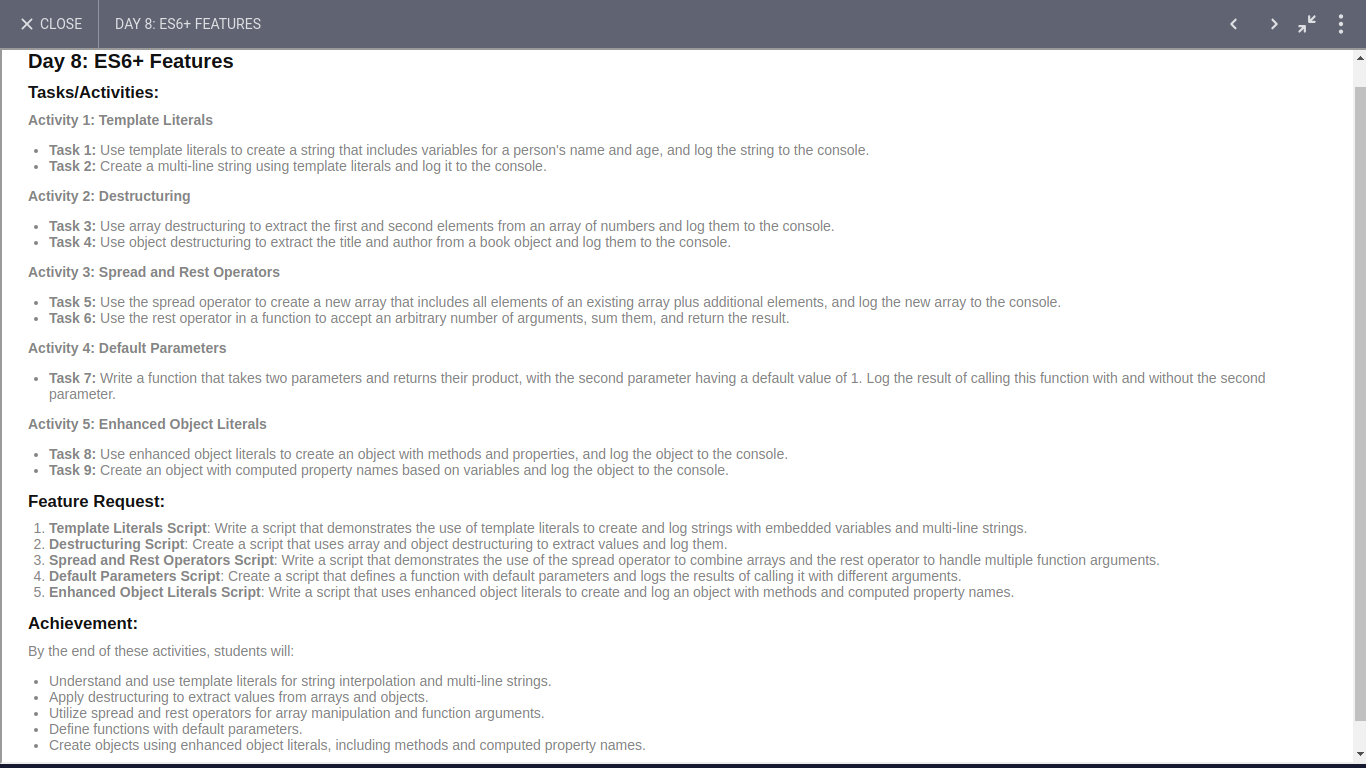 CLOSE
DAY 8: ES6+ FEATURES
Day 8: ES6+ Features
Tasks/Activities:
Activity 1: Template Literals
• Task 1: Use template literals to create a string that includes variables for a person's name and age, and log the string to the console.
• Task 2: Create a multi-line string using template literals and log it to the console.
Activity 2: Destructuring
• Task 3: Use array destructuring to extract the first and second elements from an array of numbers and log them to the console.
• Task 4: Use object destructuring to extract the title and author from a book object and log them to the console.
Activity 3: Spread and Rest Operators
• Task 5: Use the spread operator to create a new array that includes all elements of an existing array plus additional elements, and log the new array to the console.
• Task 6: Use the rest operator in a function to accept an arbitrary number of arguments, sum them, and return the result.
Activity 4: Default Parameters
• Task 7: Write a function that takes two parameters and returns their product, with the second parameter having a default value of 1. Log the result of calling this function with and without the second
parameter.
Activity 5: Enhanced Object Literals
• Task 8: Use enhanced object literals to create an object with methods and properties, and log the object to the console.
• Task 9: Create an object with computed property names based on variables and log the object to the console.
Feature Request:
1. Template Literals Script: Write a script that demonstrates the use of template literals to create and log strings with embedded variables and multi-line strings.
2. Destructuring Script: Create a script that uses array and object destructuring to extract values and log them.
3. Spread and Rest Operators Script: Write a script that demonstrates the use of the spread operator to combine arrays and the rest operator to handle multiple function arguments.
4. Default Parameters Script: Create a script that defines a function with default parameters and logs the results of calling it with different arguments.
5. Enhanced Object Literals Script: Write a script that uses enhanced object literals to create and log an object with methods and computed property names.
Achievement:
By the end of these activities, students will:
• Understand and use template literals for string interpolation and multi-line strings.
• Apply destructuring to extract values from arrays and objects.
• Utilize spread and rest operators for array manipulation and function arguments.
• Define functions with default parameters.
• Create objects using enhanced object literals, including methods and computed property names.